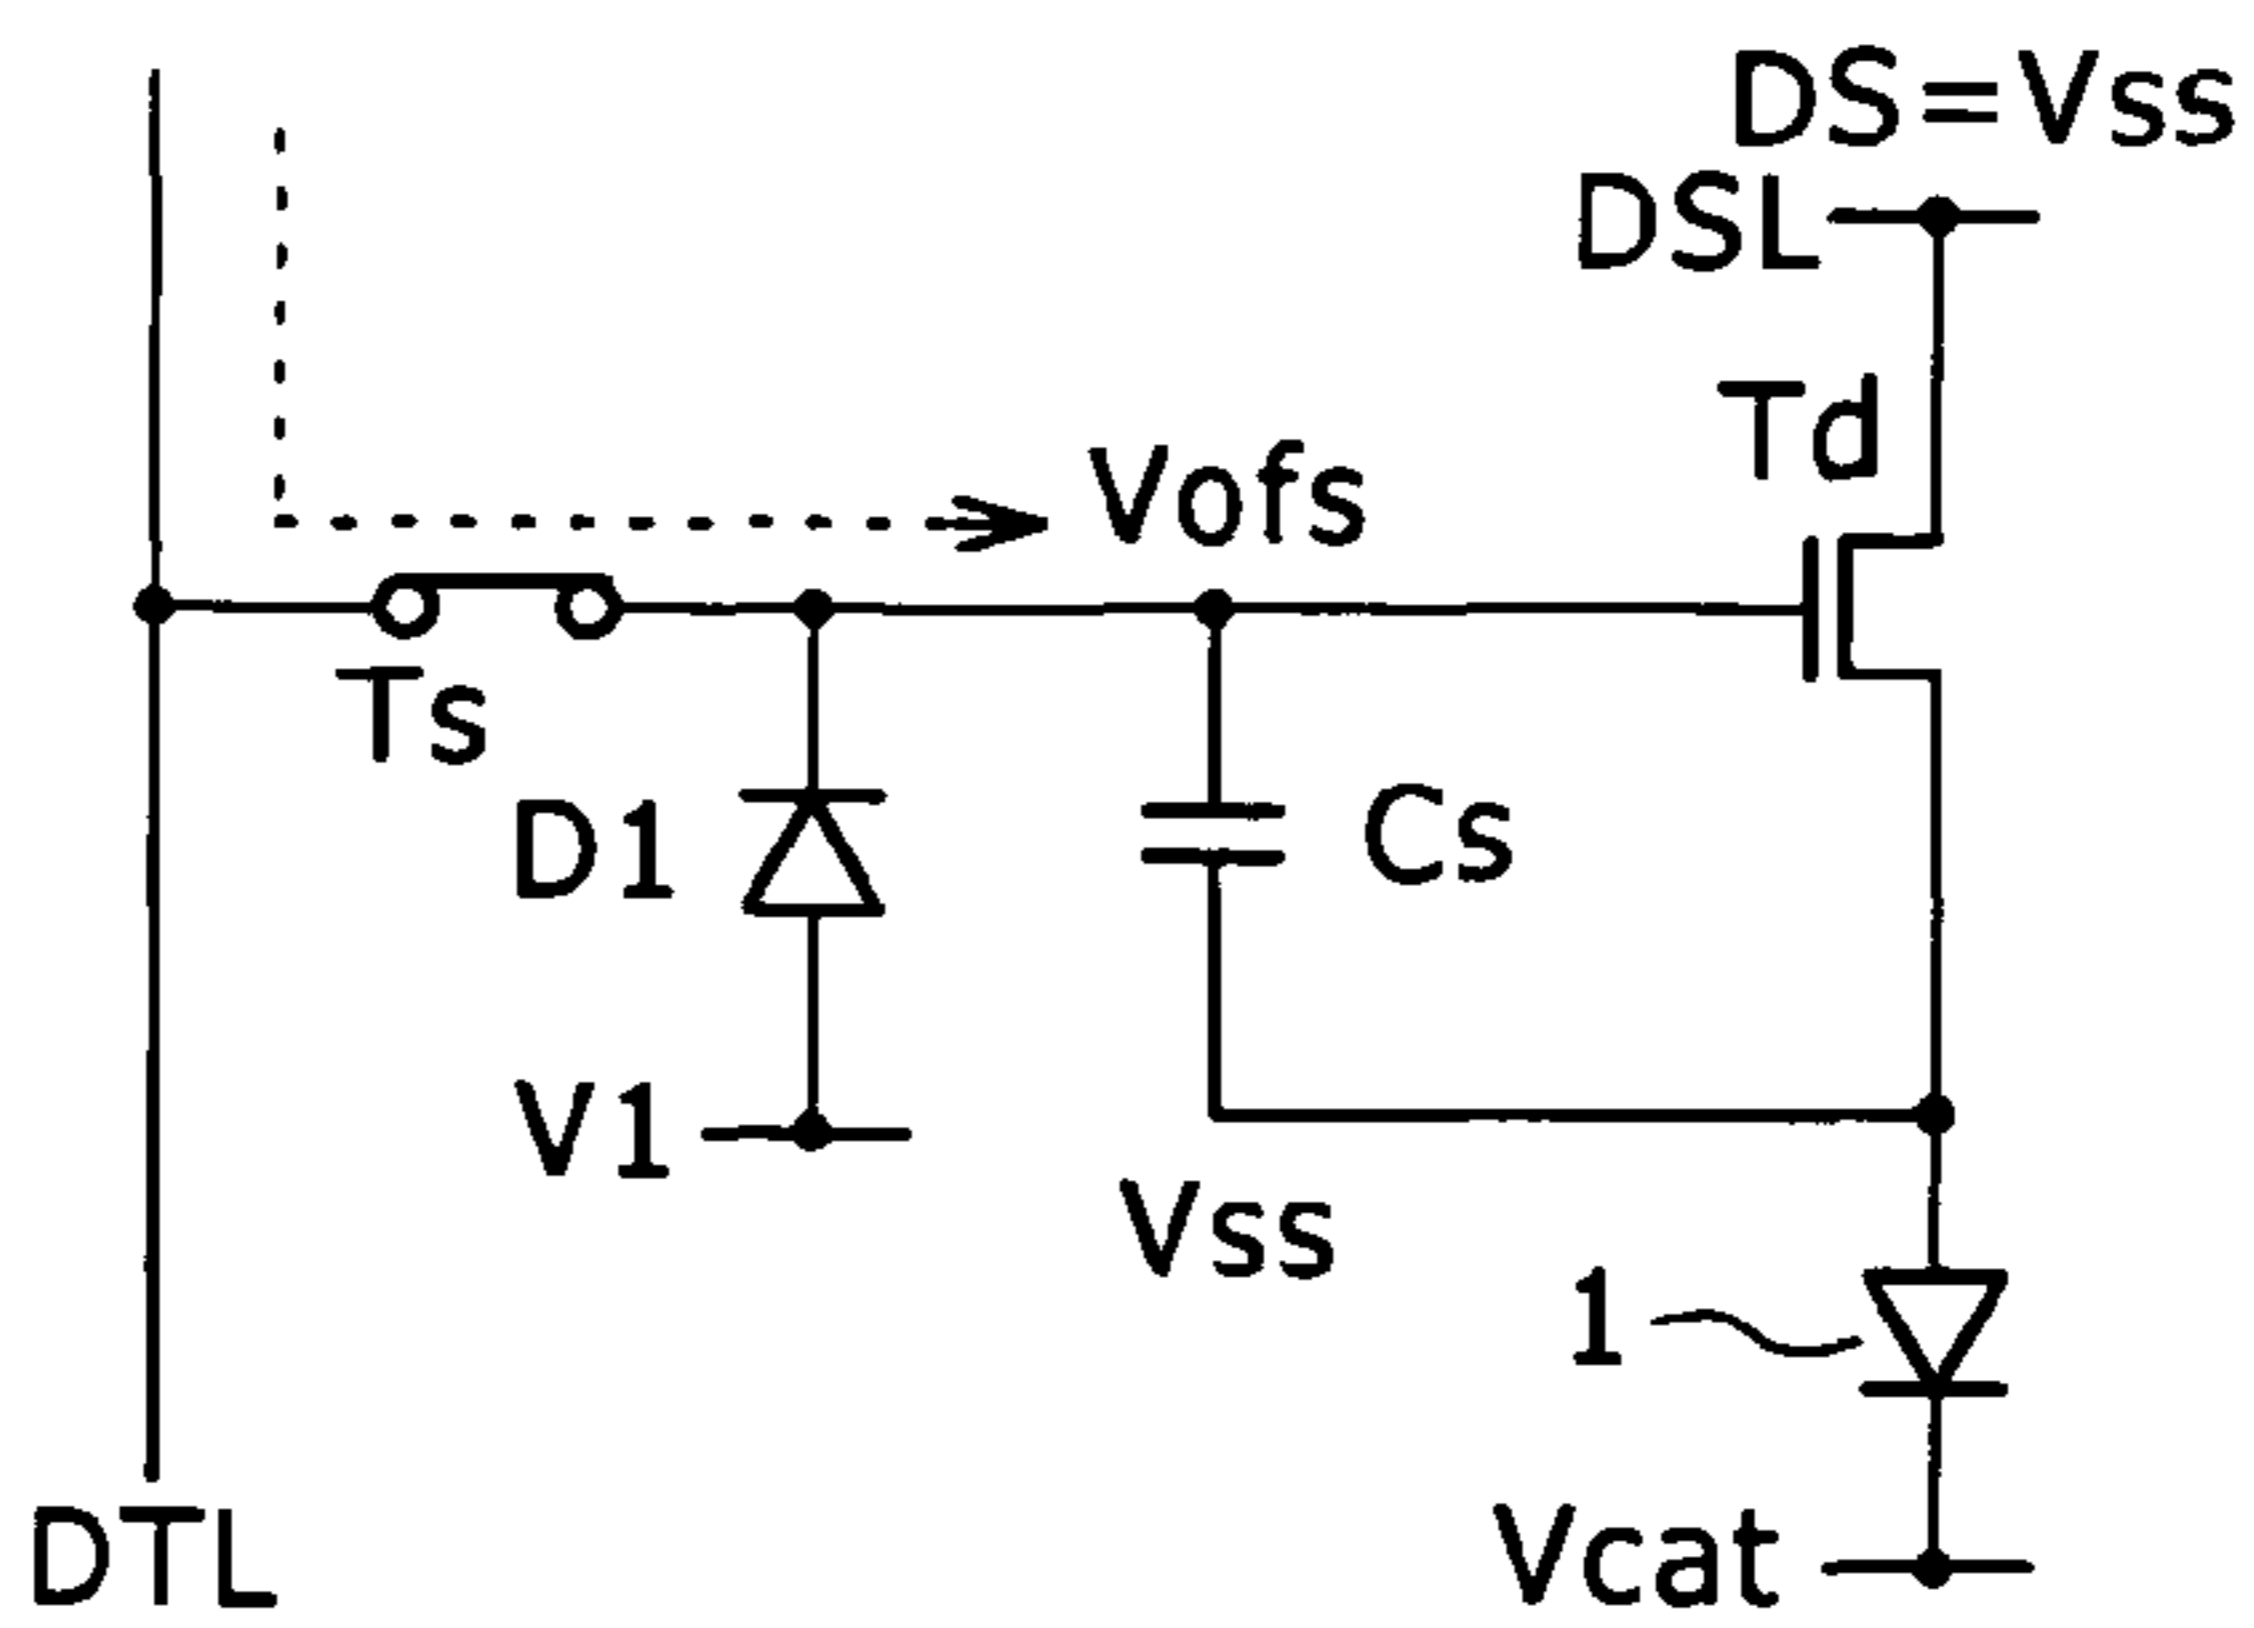 DS=Vss
DSL
Td
Vofs
Ts
D1
Cs
V1
Vss
1
Vcat
DTL